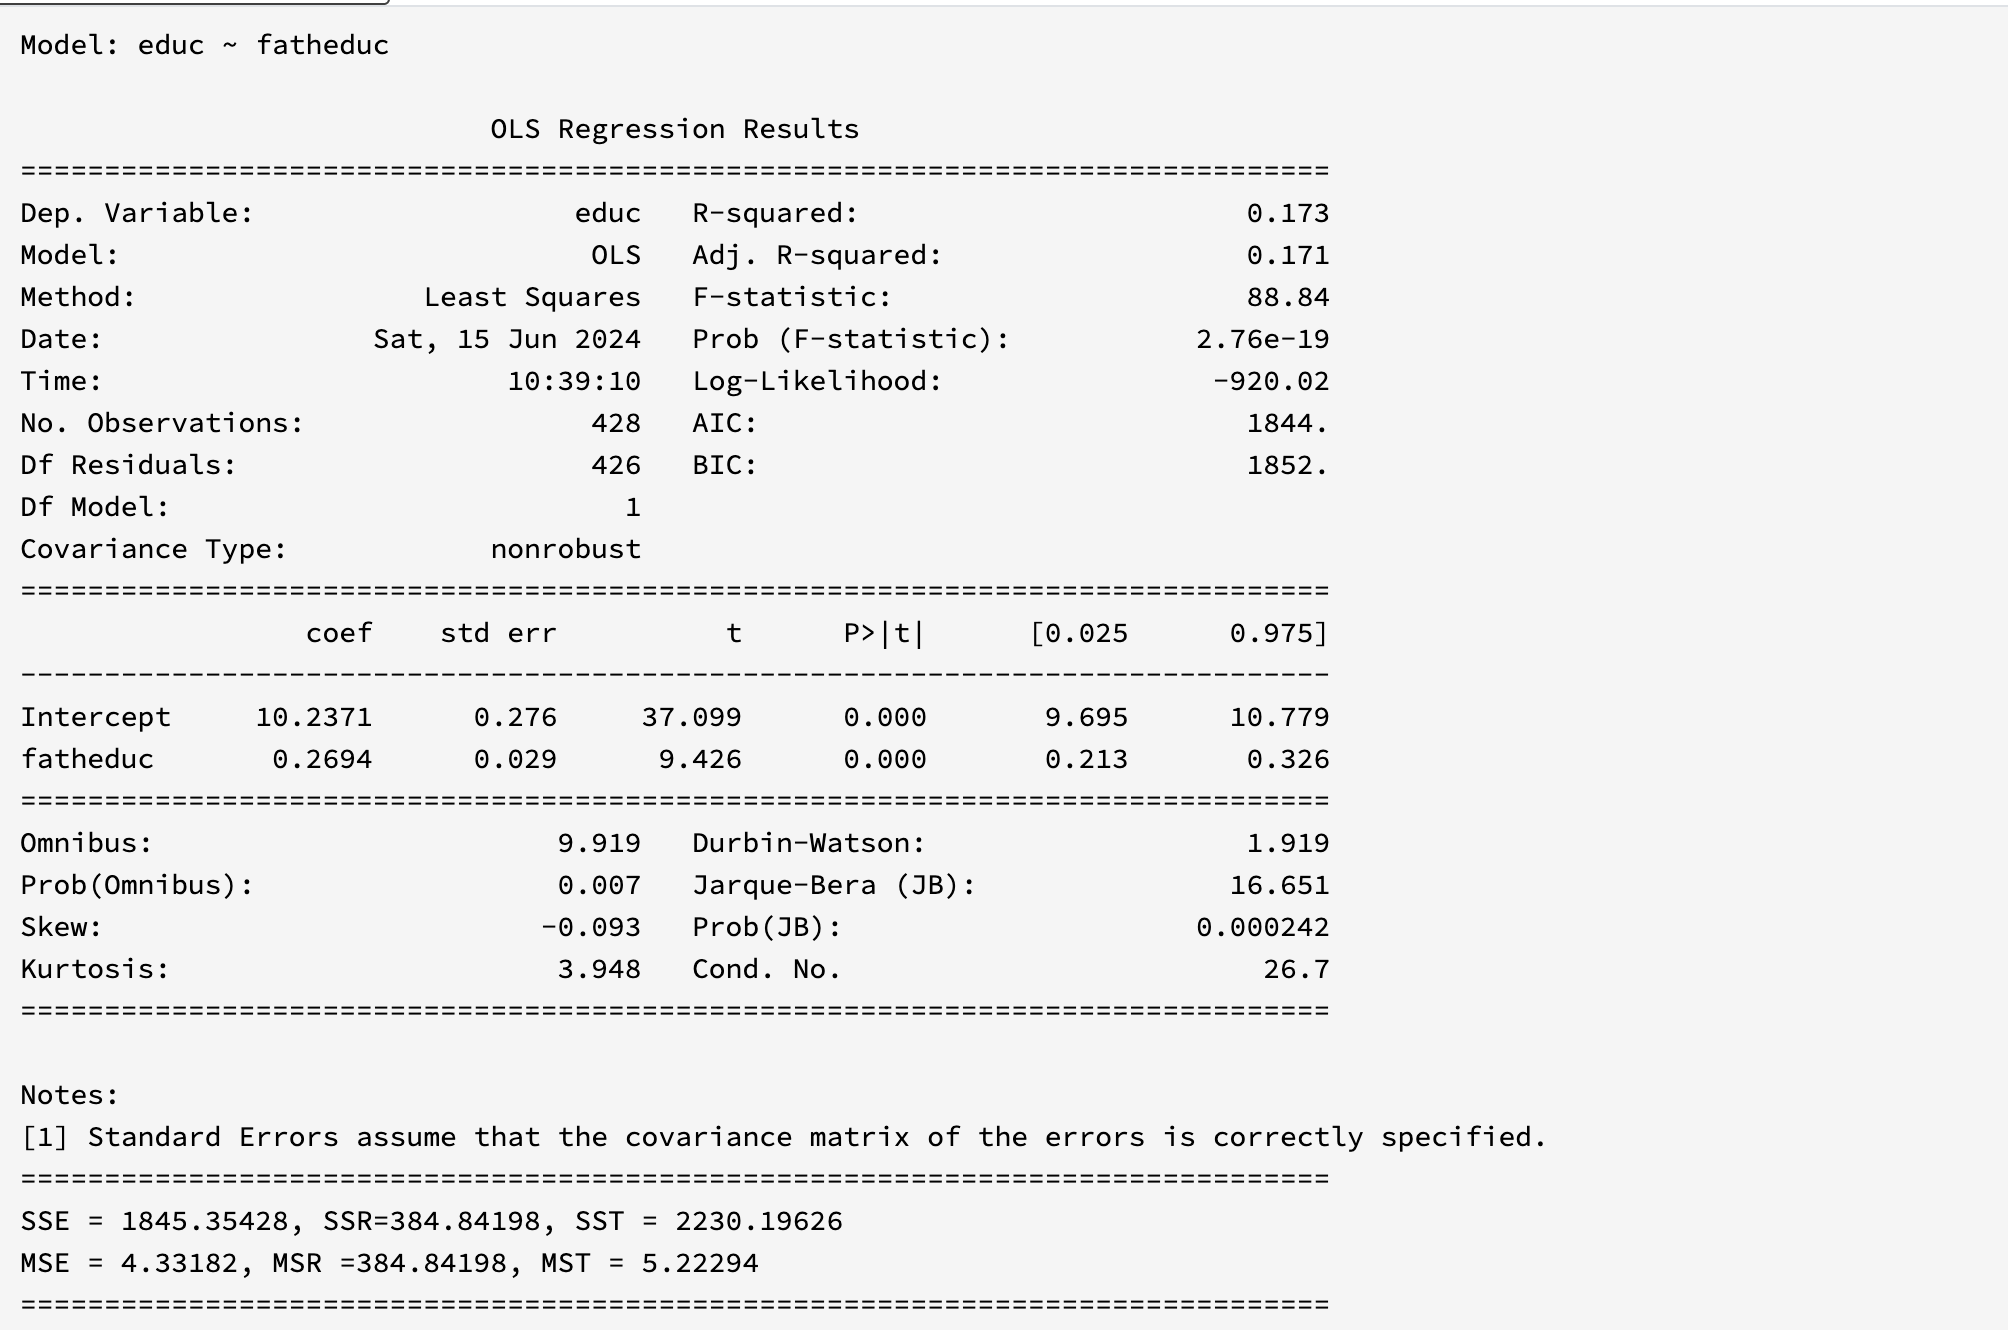 Model: educ ~ fatheduc
OLS Regression Results
==============================================================================
Dep. Variable:                   educ   R-squared:                       0.173
Model:                            OLS   Adj. R-squared:                  0.171
Method:                 Least Squares   F-statistic:                     88.84
Date:                Sat, 15 Jun 2024   Prob (F-statistic):           2.76e-19
Time:                        10:39:10   Log-Likelihood:                -920.02
No. Observations:                 428   AIC:                             1844.
Df Residuals:                     426   BIC:                             1852.
Df Model:                           1
Covariance Type:            nonrobust
==============================================================================
                 coef    std err          t      P>|t|      [0.025      0.975]
------------------------------------------------------------------------------
Intercept     10.2371      0.276     37.099      0.000       9.695      10.779
fatheduc       0.2694      0.029      9.426      0.000       0.213       0.326
==============================================================================
Omnibus:                        9.919   Durbin-Watson:                   1.919
Prob(Omnibus):                  0.007   Jarque-Bera (JB):               16.651
Skew:                          -0.093   Prob(JB):                     0.000242
Kurtosis:                       3.948   Cond. No.                         26.7
==============================================================================
Notes:
[1] Standard Errors assume that the covariance matrix of the errors is correctly specified.
==============================================================================
SSE = 1845.35428, SSR=384.84198, SST = 2230.19626
MSE = 4.33182, MSR =384.84198, MST = 5.22294
==============================================================================